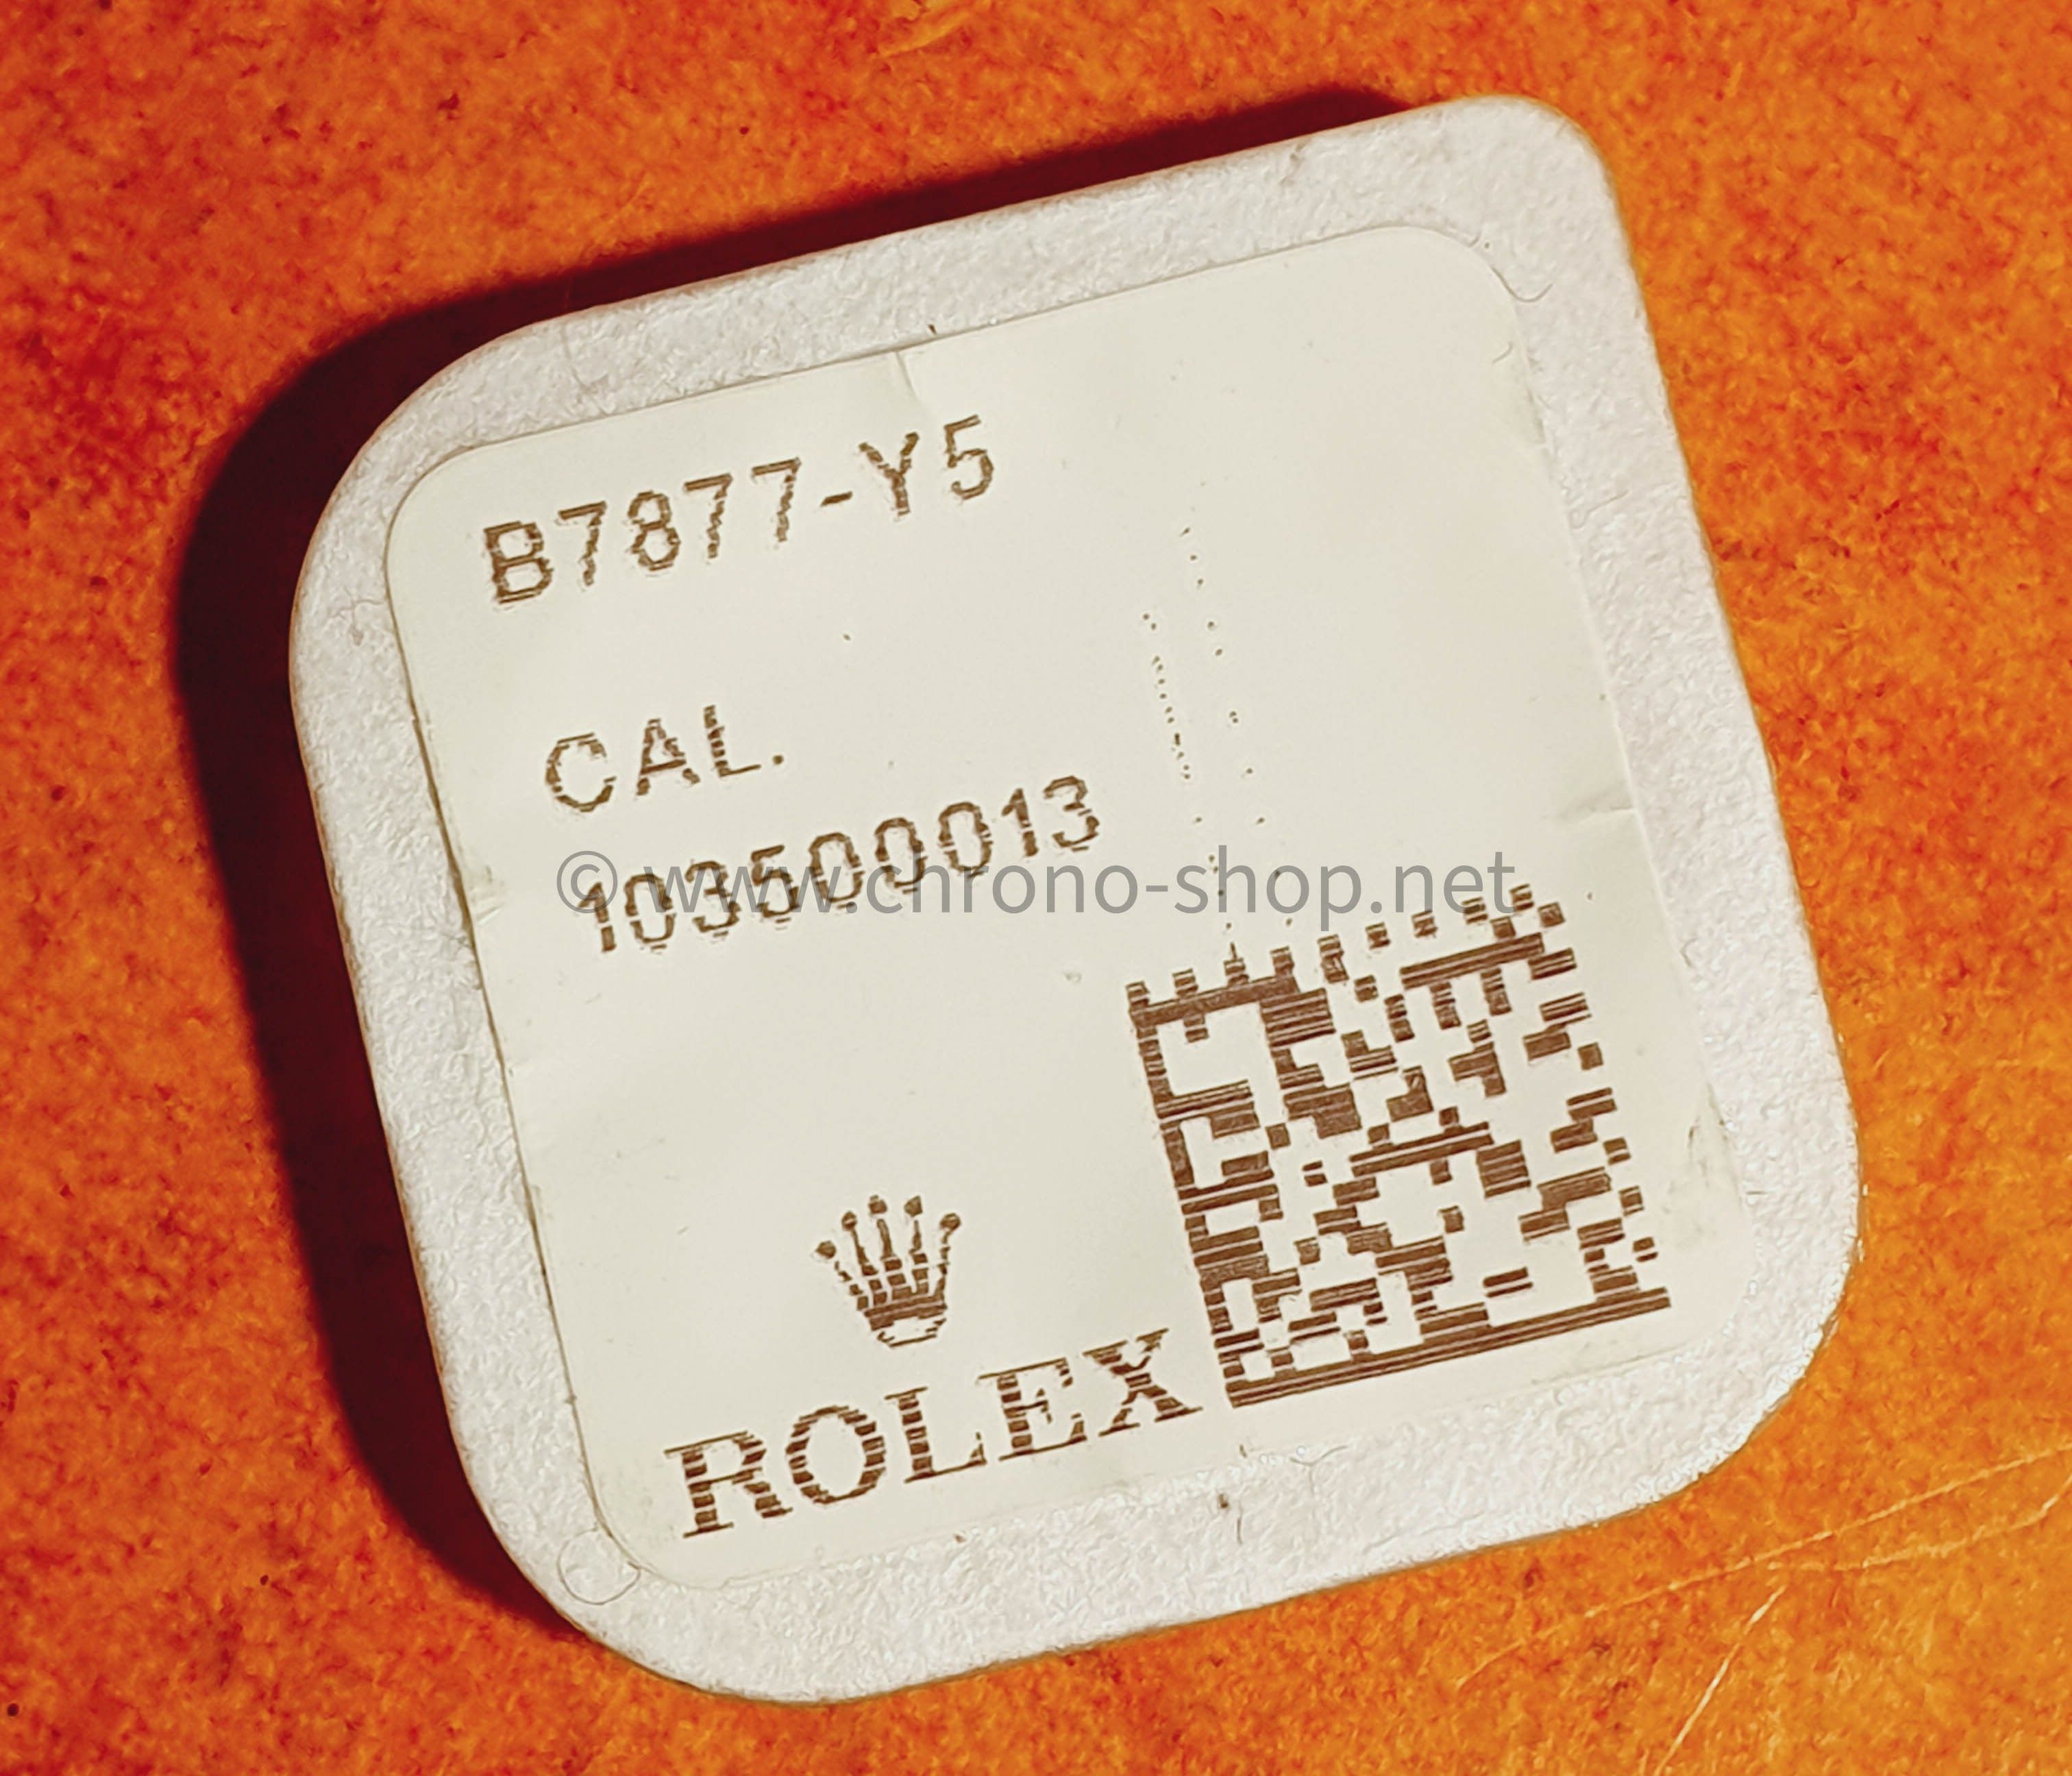 B7877-Y5
CAL.
103500013
© www.chrono-shop.net
ROLEX